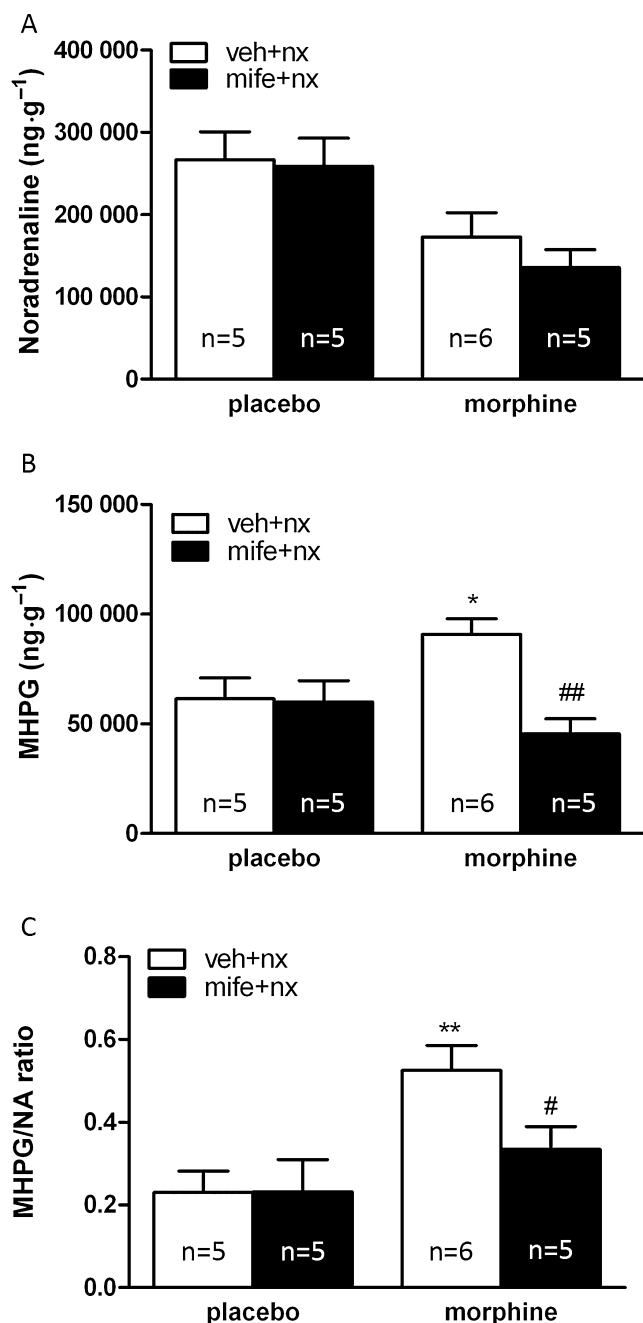 A
400 000
300 000
200 000
100 000
0
Noradrenaline (ng·g⁻¹)
veh+nx
mife+nx
n=5
n=5
n=6
n=5
placebo
morphine
B
150 000
100 000
50 000
0
MHPG (ng·g⁻¹)
veh+nx
mife+nx
*
##
n=5
n=5
n=6
n=5
placebo
morphine
C
0.8
0.6
0.4
0.2
0.0
MHPG/NA ratio
veh+nx
mife+nx
**
#
n=5
n=5
n=6
n=5
placebo
morphine